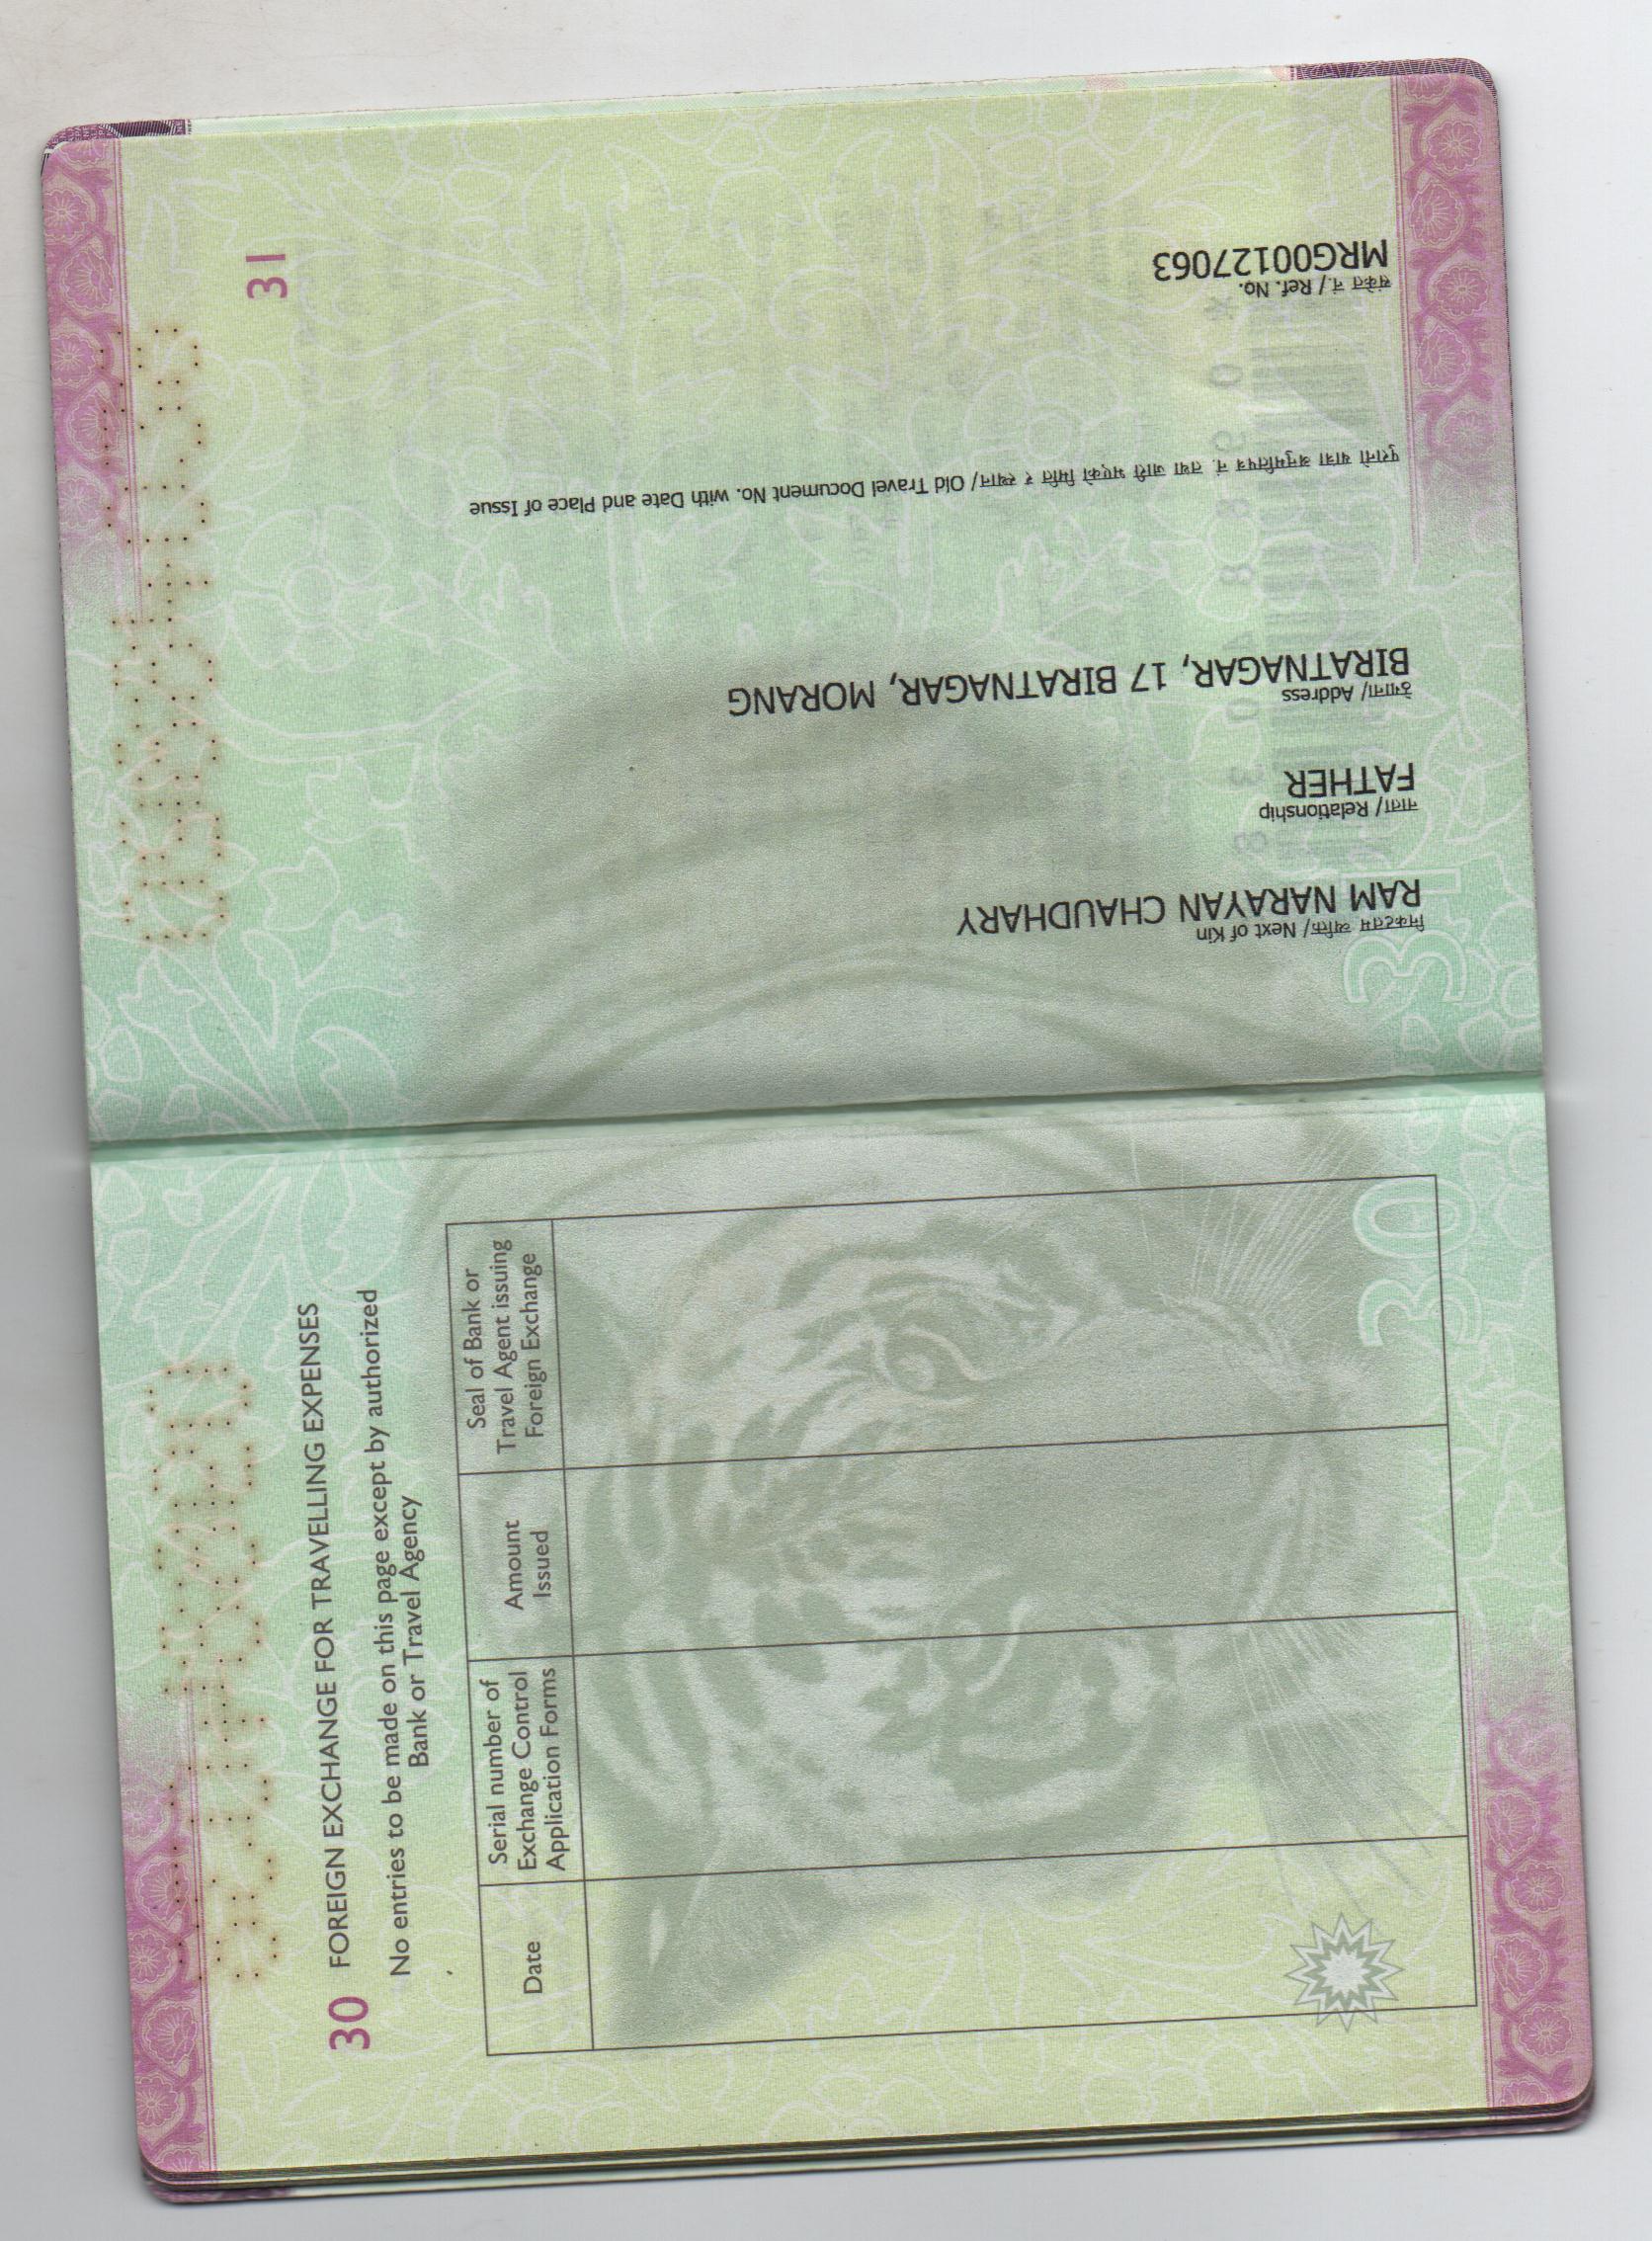 30 FOREIGN EXCHANGE FOR TRAVELLING EXPENSES
No entries to be made on this page except by authorized
Bank or Travel Agency
Date
Serial number of
Exchange Control
Application Forms
Amount
Issued
Seal of Bank or
Travel Agent issuing
Foreign Exchange
30
31
31
निकटतम व्यक्ति/ Next of Kin
RAM NARAYAN CHAUDHARY
नाता/ Relationship
FATHER
ठेगाना/ Address
BIRATNAGAR, 17 BIRATNAGAR, MORANG
पुरानो यात्रा अनुमतिपत्र नं. तथा जारी भएको मिति र स्थान/ Old Travel Document No. with Date and Place of Issue
संकेत नं./ Ref. No.
MRG00127063